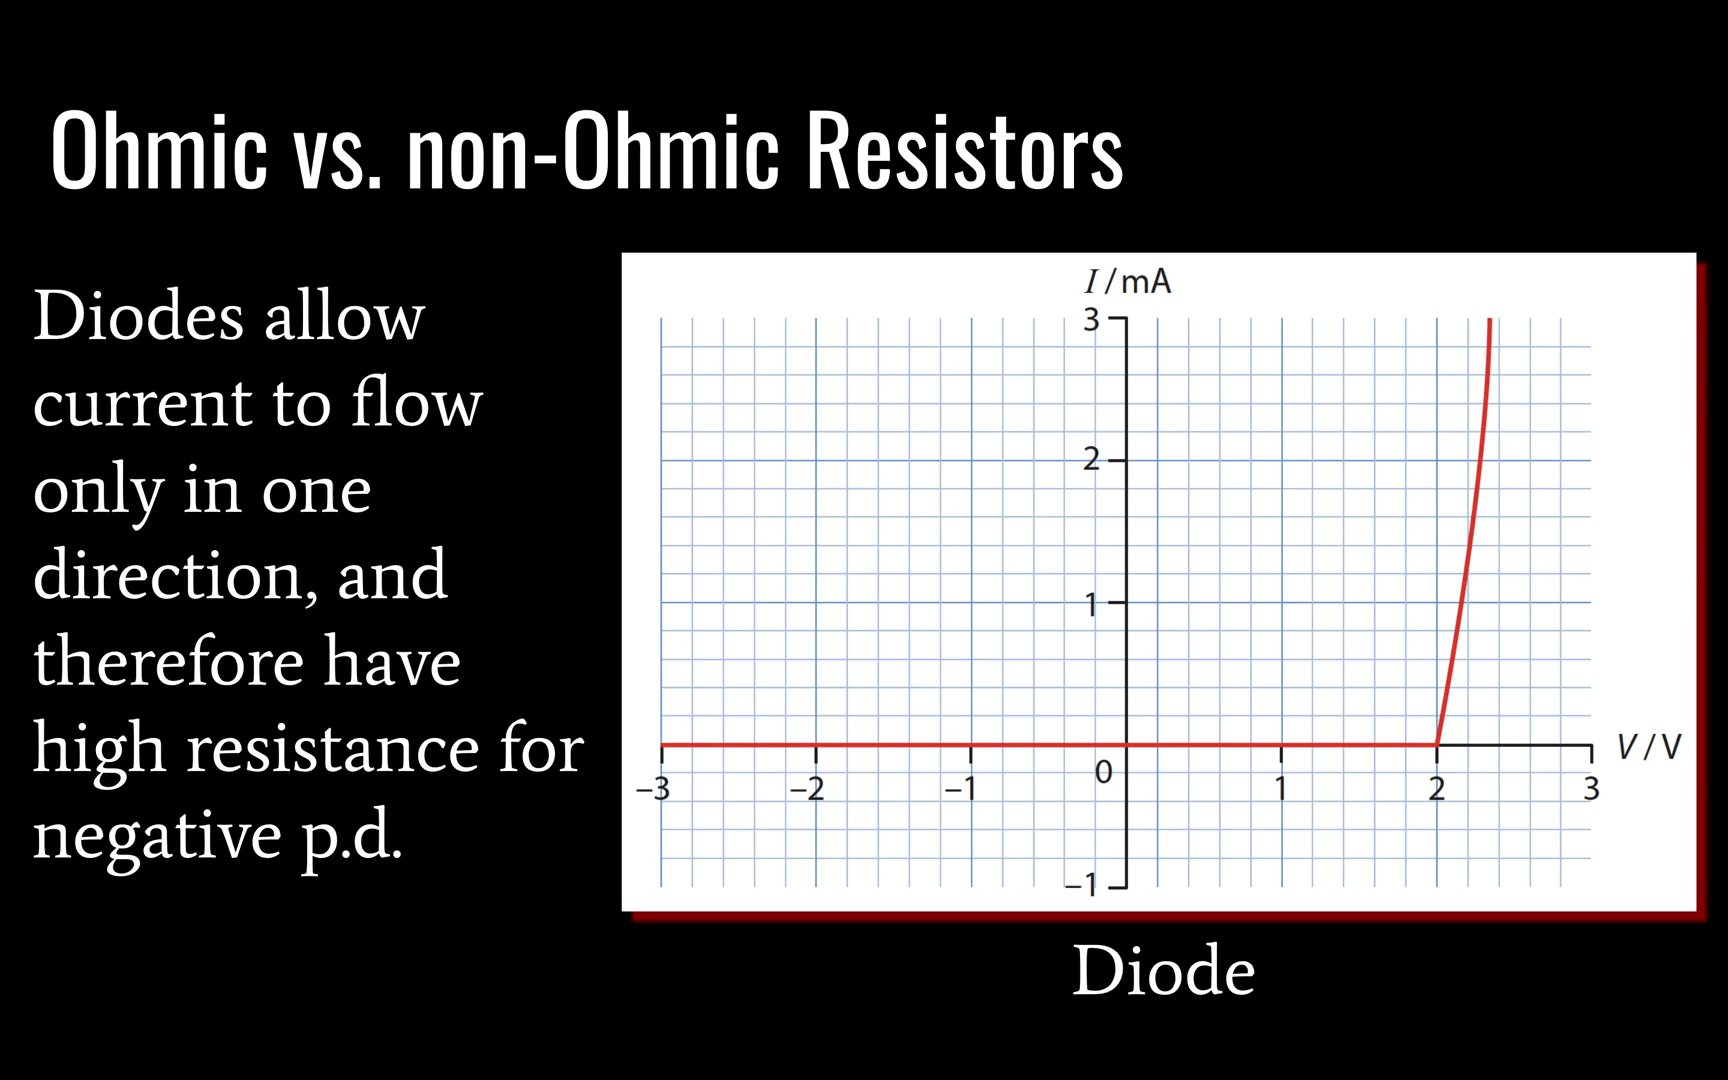 Ohmic vs. non-Ohmic Resistors
Diodes allow
current to flow
only in one
direction, and
therefore have
high resistance for
negative p.d.
I / mA
3
2
1
V / V
0
−3
−2
−1
1
2
3
−1
Diode